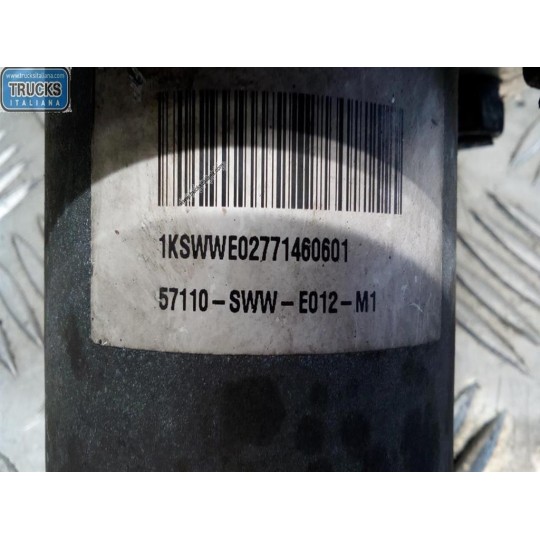 www.trucksitaliana.com
TRUCKS
ITALIANA
1KSWWE02771460601
57110-SWW-E012-M1